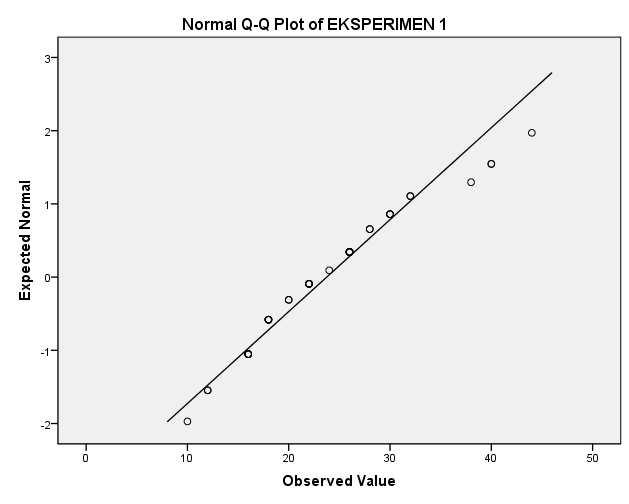 Normal Q-Q Plot of EKSPERIMEN 1
Expected Normal
3
2
1
0
-1
-2
0 10 20 30 40 50
Observed Value